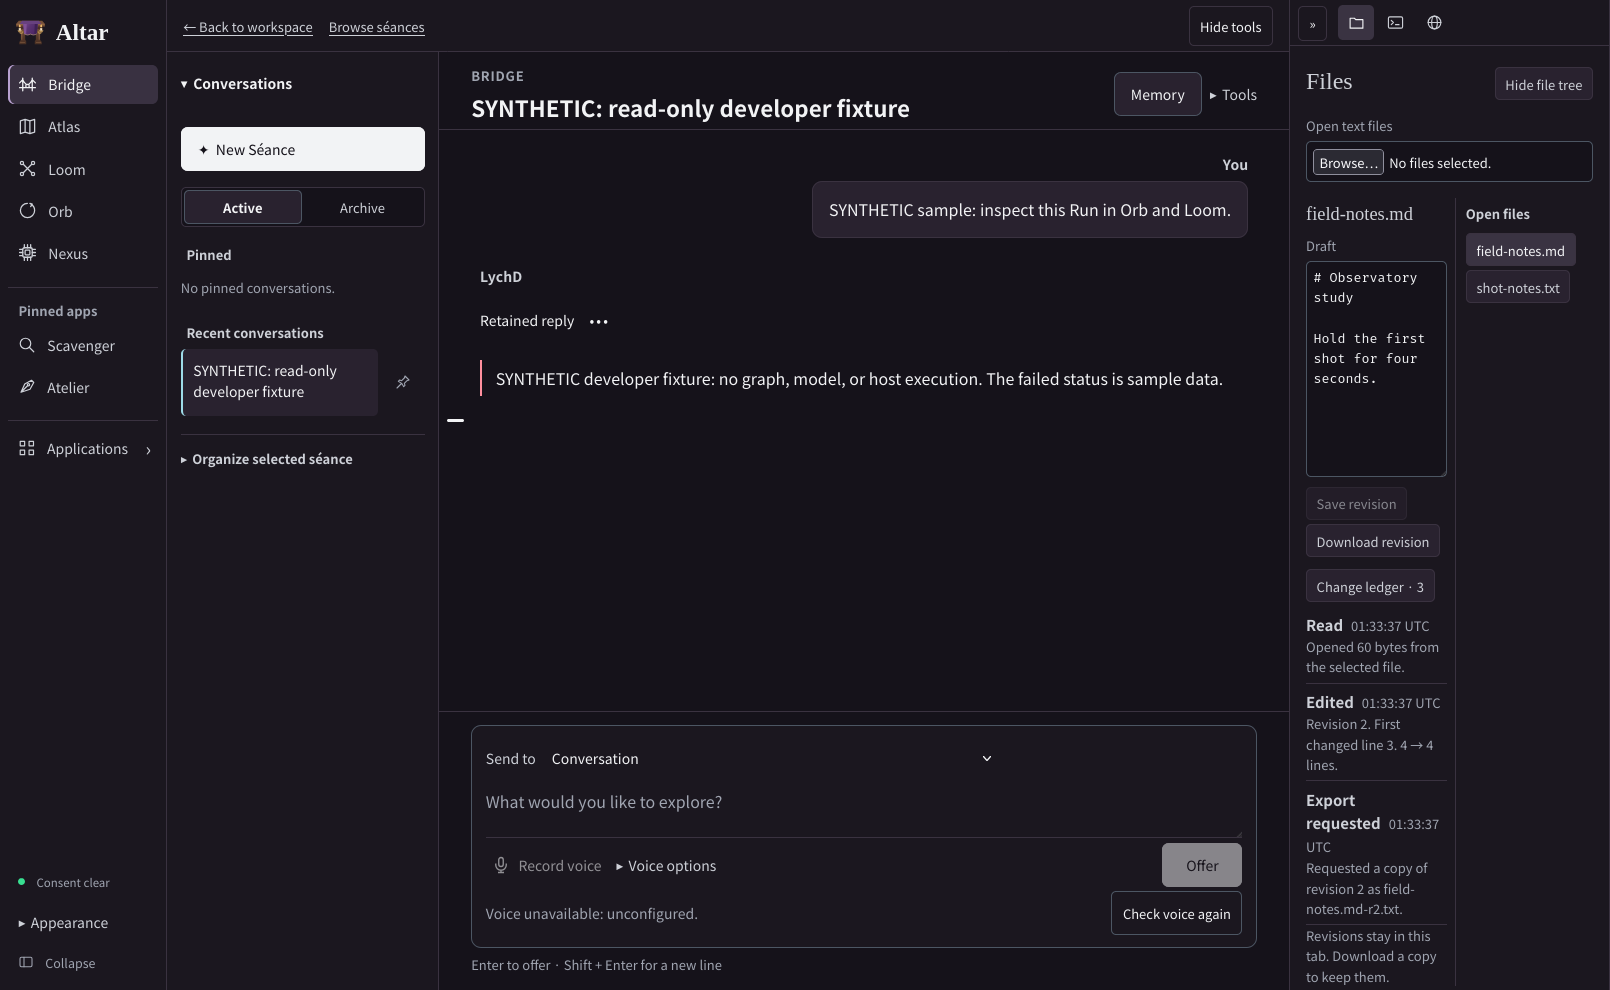 Altar
Bridge
Atlas
Loom
Orb
Nexus
Pinned apps
Scavenger
Atelier
Applications ›
Consent clear
▸ Appearance
Collapse
← Back to workspace
Browse séances
Hide tools
▾ Conversations
✦ New Séance
Active
Archive
Pinned
No pinned conversations.
Recent conversations
SYNTHETIC: read-only
developer fixture
▸ Organize selected séance
BRIDGE
SYNTHETIC: read-only developer fixture
Memory
▸ Tools
You
SYNTHETIC sample: inspect this Run in Orb and Loom.
LychD
Retained reply •••
SYNTHETIC developer fixture: no graph, model, or host execution. The failed status is sample data.
Send to Conversation
What would you like to explore?
Record voice
▸ Voice options
Offer
Voice unavailable: unconfigured.
Check voice again
Enter to offer · Shift + Enter for a new line
»
Files
Hide file tree
Open text files
Browse… No files selected.
field-notes.md
Draft
# Observatory
study
Hold the first
shot for four
seconds.
Save revision
Download revision
Change ledger · 3
Read 01:33:37 UTC
Opened 60 bytes from
the selected file.
Edited 01:33:37 UTC
Revision 2. First
changed line 3. 4 → 4
lines.
Export
requested 01:33:37
UTC
Requested a copy of
revision 2 as field-
notes.md-r2.txt.
Revisions stay in this
tab. Download a copy
to keep them.
Open files
field-notes.md
shot-notes.txt